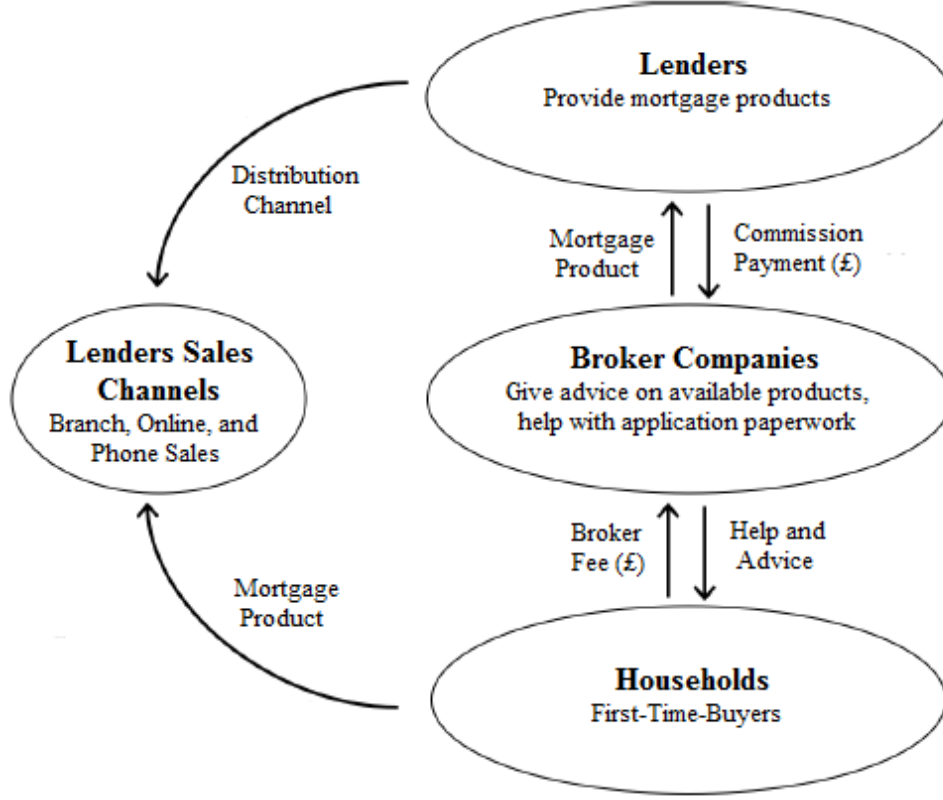 Lenders
Provide mortgage products
Distribution
Channel
Mortgage
Product
Commission
Payment (£)
Lenders Sales
Channels
Branch, Online, and
Phone Sales
Broker Companies
Give advice on available products,
help with application paperwork
Broker
Fee (£)
Help and
Advice
Mortgage
Product
Households
First-Time-Buyers